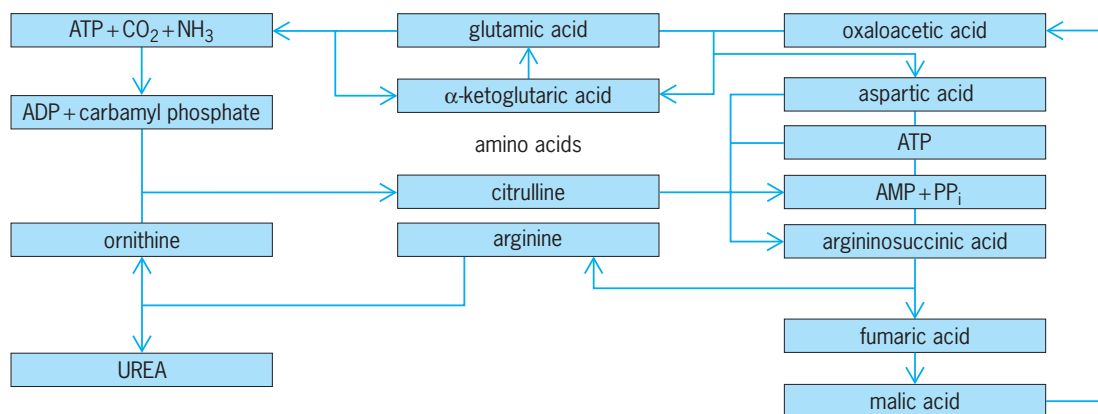 ATP + CO₂ + NH₃
glutamic acid
oxaloacetic acid
α-ketoglutaric acid
ADP + carbamyl phosphate
aspartic acid
amino acids
ATP
citrulline
AMP + PPᵢ
ornithine
arginine
argininosuccinic acid
fumaric acid
UREA
malic acid